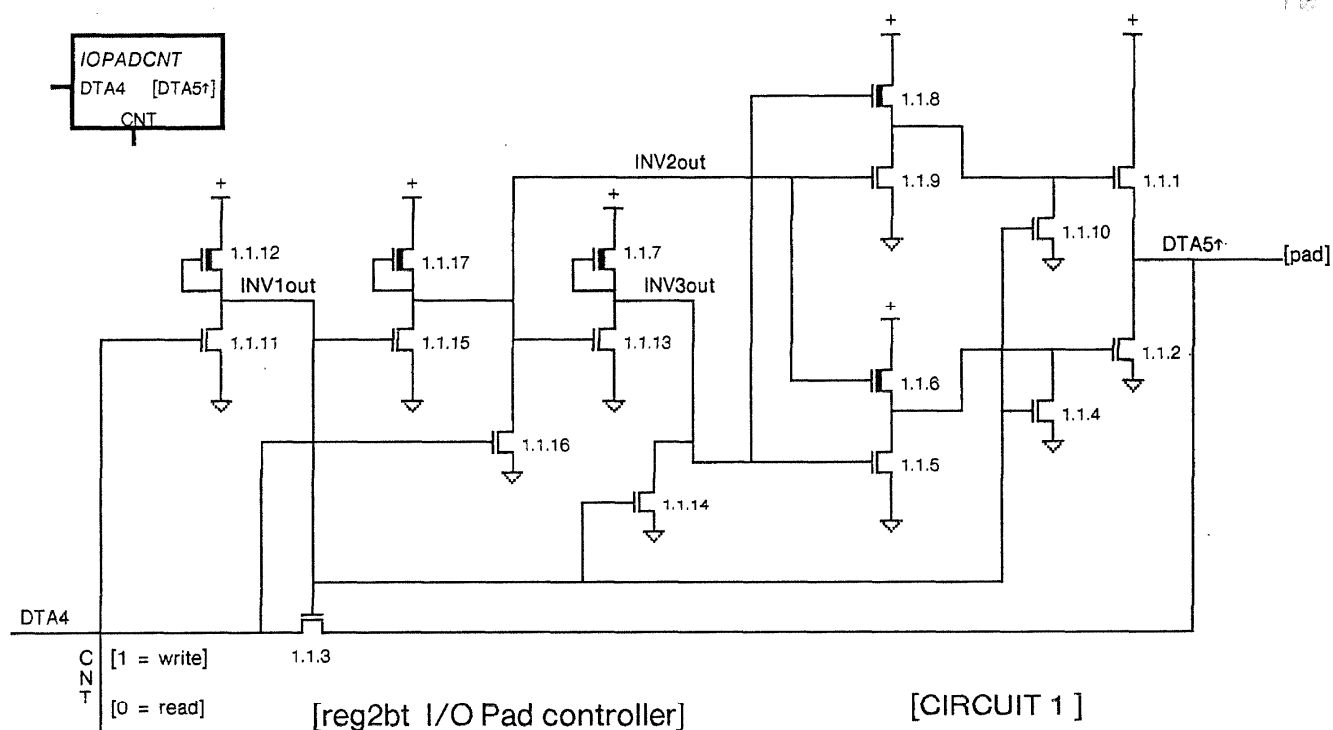 IOPADCNT
DTA4 [DTA5↑]
CNT
+
+
1.1.8
INV2out
1.1.9
1.1.1
+
+
+
1.1.12
1.1.17
1.1.7
1.1.10
DTA5↑
[pad]
INV1out
INV3out
+
1.1.11
1.1.15
1.1.13
1.1.2
1.1.6
1.1.4
1.1.16
1.1.5
1.1.14
DTA4
1.1.3
CNT
[1 = write]
[0 = read]
[reg2bt I/O Pad controller]
[CIRCUIT 1 ]